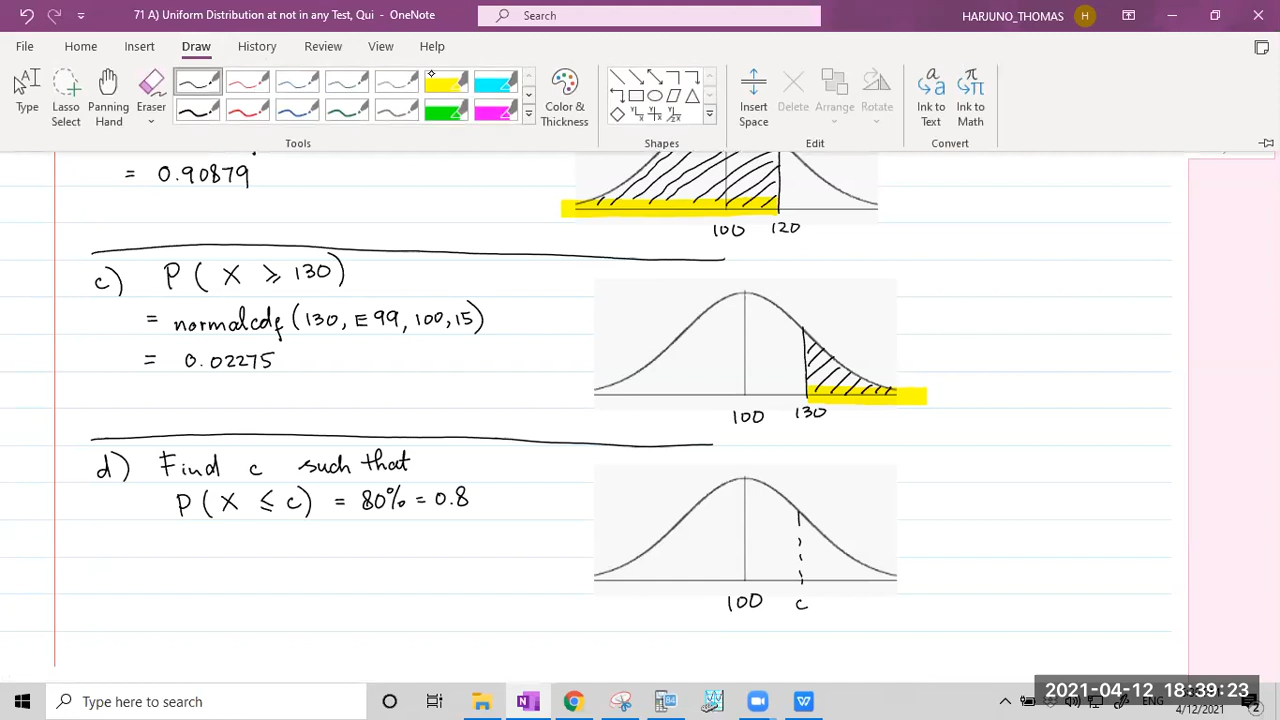 71 A) Uniform Distribution at not in any Test, Qui - OneNote
Search
HARJUNO_THOMAS
H
File Home Insert Draw History Review View Help
Type
Lasso Select
Panning Hand
Eraser
Color & Thickness
Insert Space
Delete
Arrange
Rotate
Ink to Text
Ink to Math
Tools
Shapes
Edit
Convert
= 0.90879
100 120
c) P ( X ≥ 130 )
= normalcdf (130, E99, 100, 15)
= 0.02275
100 130
d) Find c such that
P ( X ≤ c) = 80% = 0.8
100 c
Type here to search
2021-04-12 18:39:23
4/12/2021